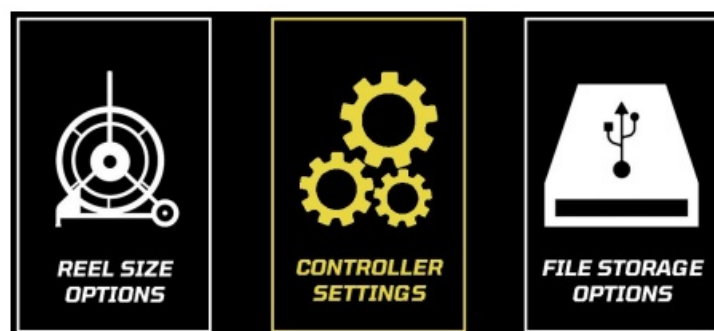 REEL SIZE
OPTIONS
CONTROLLER
SETTINGS
FILE STORAGE
OPTIONS